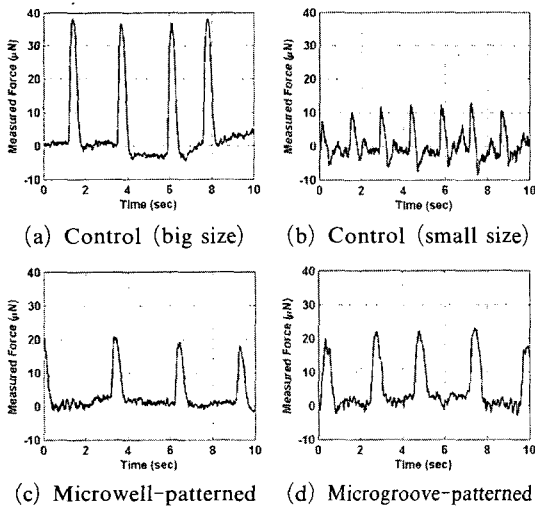 Measured Force (μN)
40
30
20
10
0
-10
0 2 4 6 8 10
Time (sec)
(a) Control (big size)
Measured Force (μN)
40
30
20
10
0
-10
0 2 4 6 8 10
Time (sec)
(b) Control (small size)
Measured Force (μN)
40
30
20
10
0
-10
0 2 4 6 8 10
Time (sec)
(c) Microwell-patterned
Measured Force (μN)
40
30
20
10
0
-10
0 2 4 6 8 10
Time (sec)
(d) Microgroove-patterned